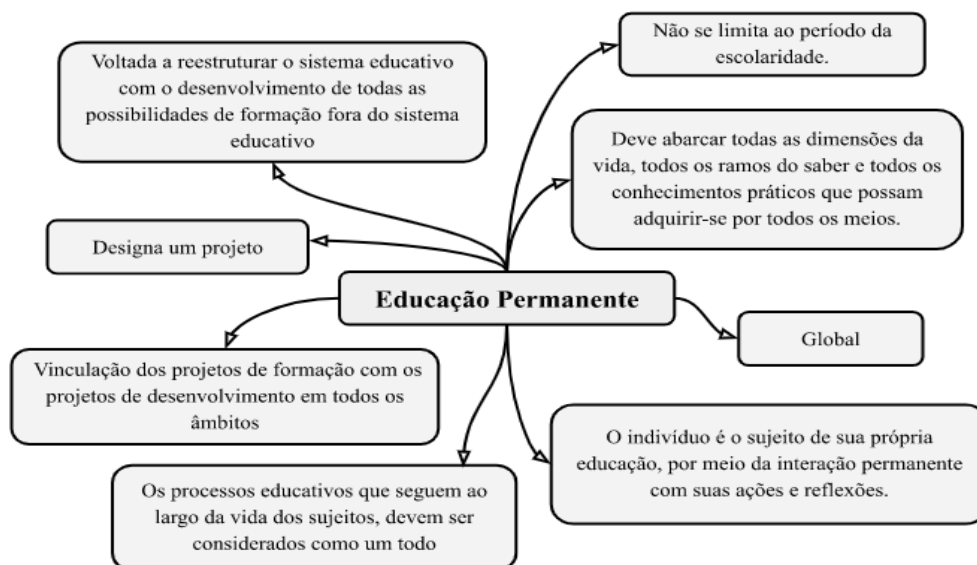 Voltada a reestruturar o sistema educativo
com o desenvolvimento de todas as
possibilidades de formação fora do sistema
educativo
Não se limita ao período da
escolaridade.
Deve abarcar todas as dimensões da
vida, todos os ramos do saber e todos os
conhecimentos práticos que possam
adquirir-se por todos os meios.
Designa um projeto
Educação Permanente
Global
Vinculação dos projetos de formação com os
projetos de desenvolvimento em todos os
âmbitos
O indivíduo é o sujeito de sua própria
educação, por meio da interação permanente
com suas ações e reflexões.
Os processos educativos que seguem ao
largo da vida dos sujeitos, devem ser
considerados como um todo